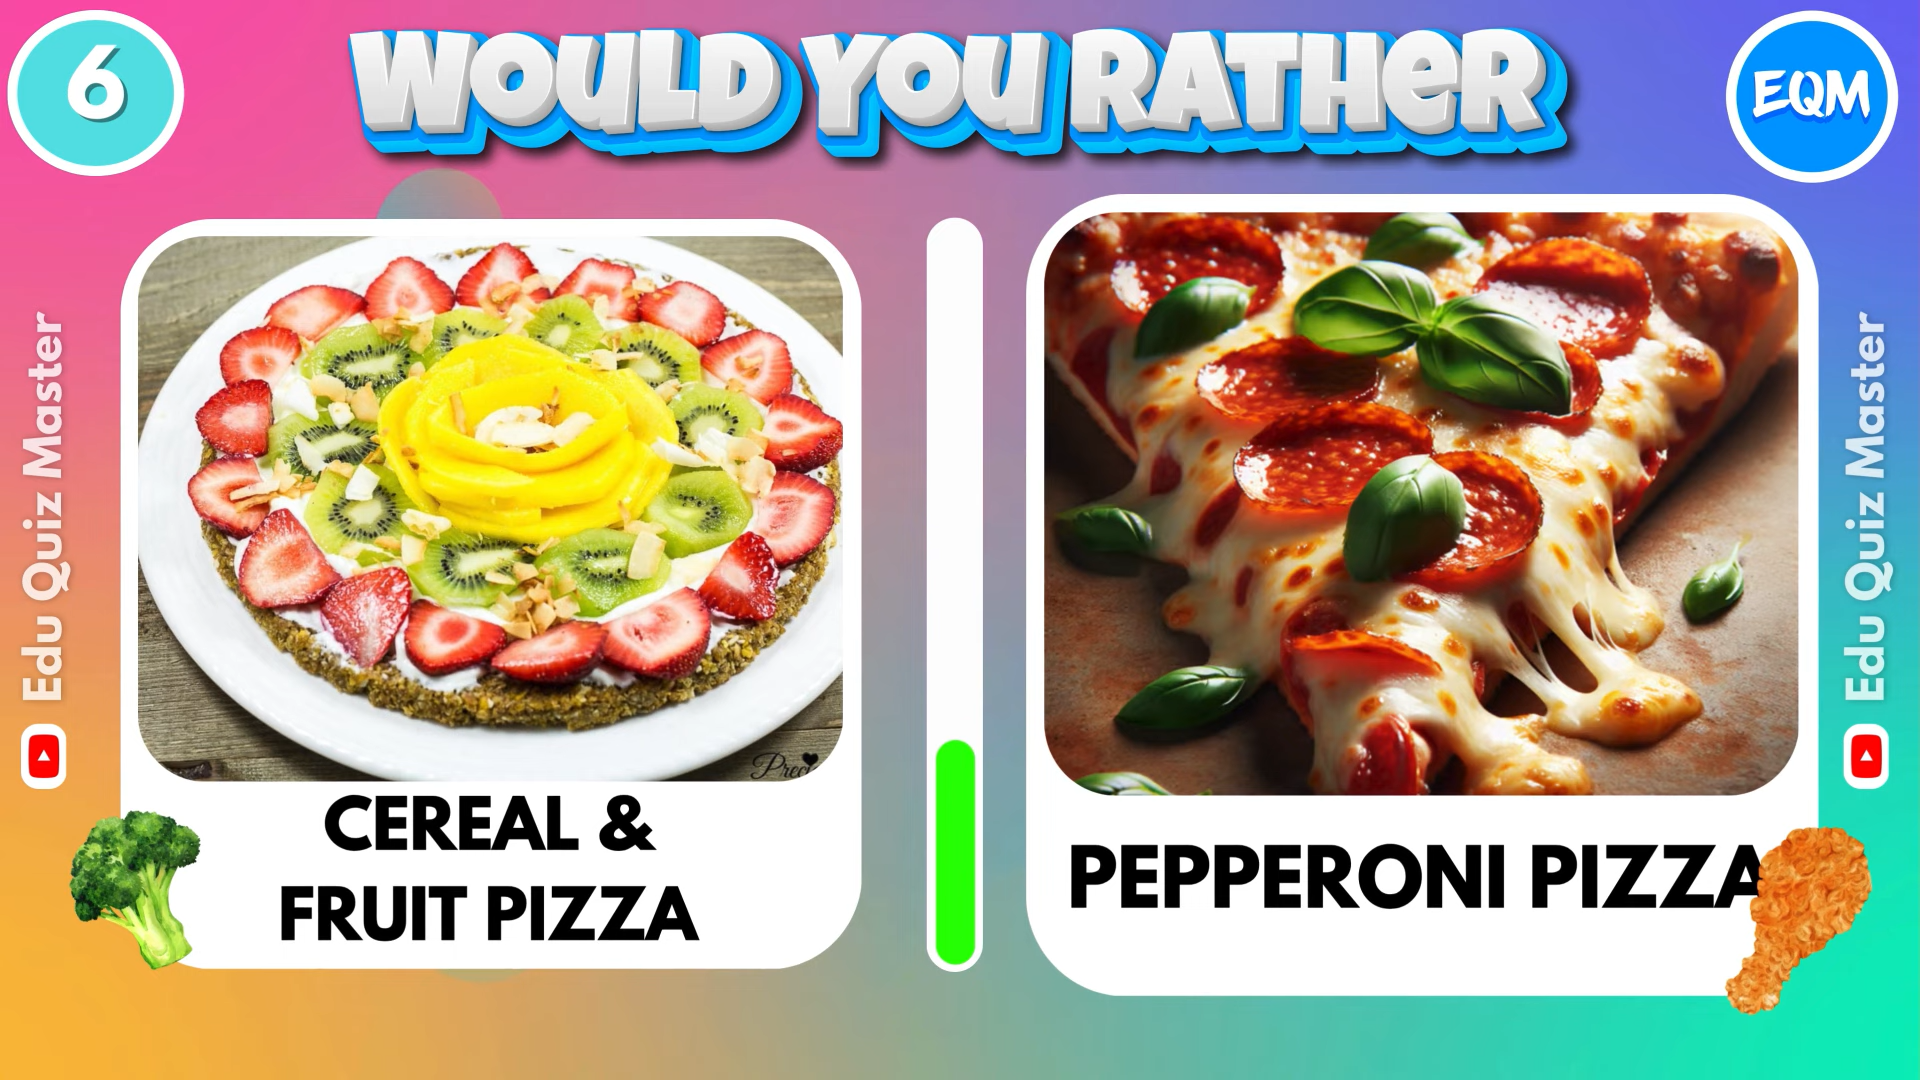 6
WOULD YOU RATHER
EQM
Edu Quiz Master
Edu Quiz Master
CEREAL &
FRUIT PIZZA
PEPPERONI PIZZA